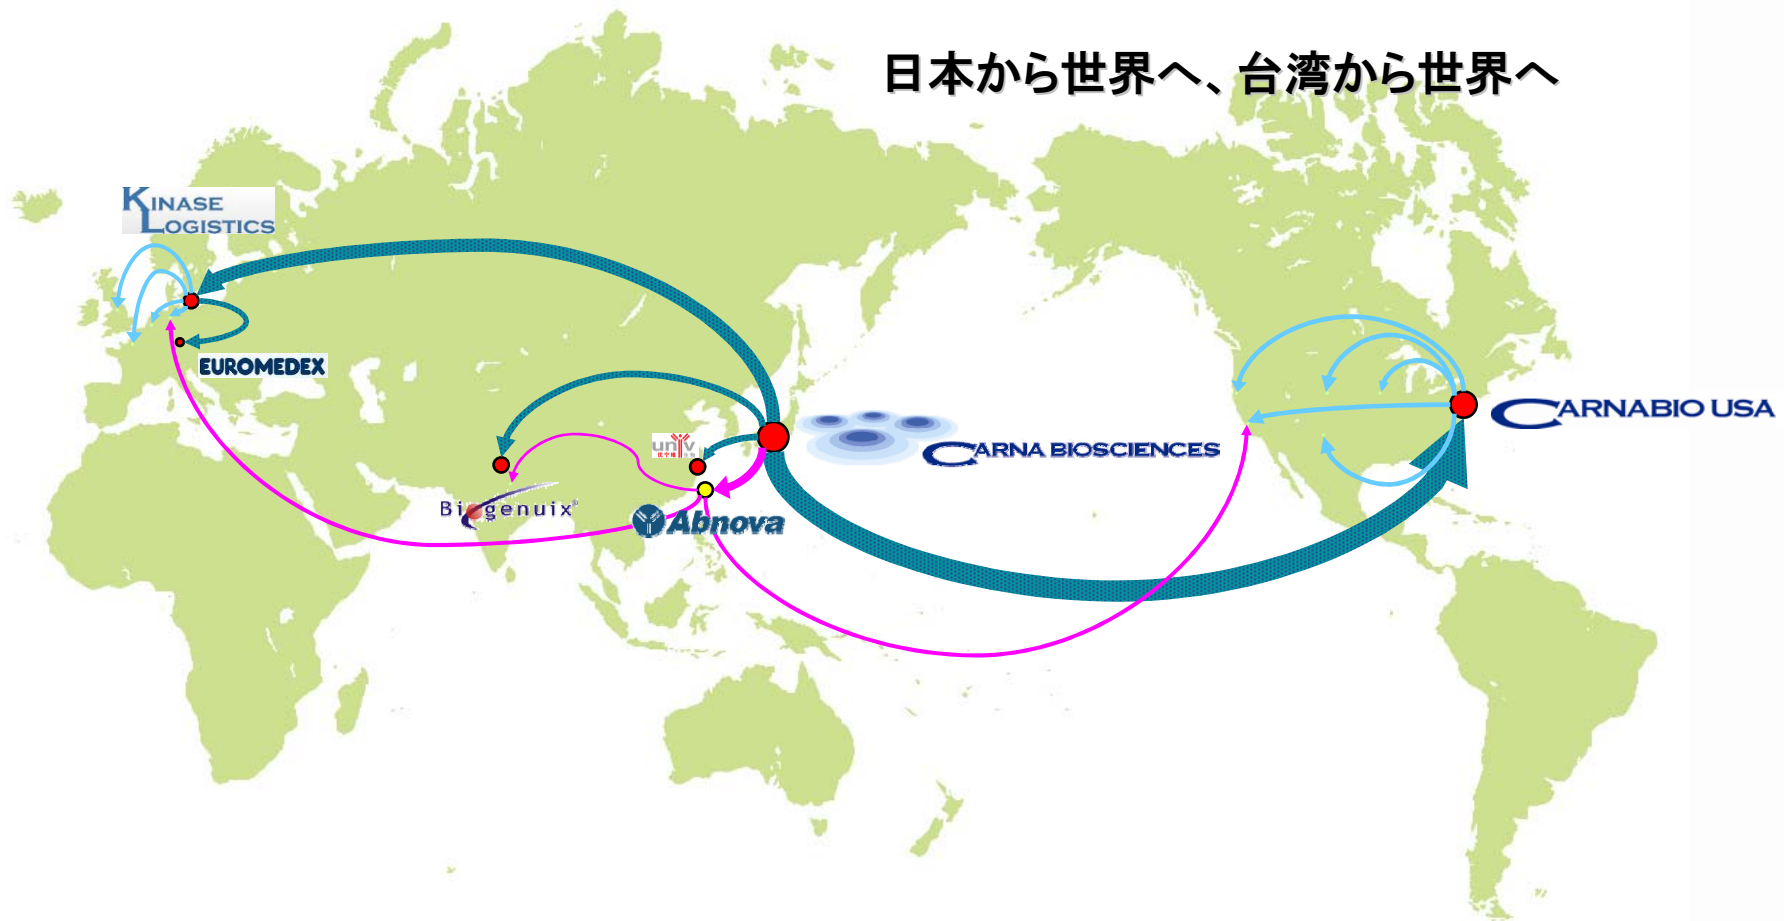 日本から世界へ、台湾から世界へ
KINASE
LOGISTICS
EUROMEDEX
univ
Biogenuix
Abnova
CARNA BIOSCIENCES
CARNABIO USA